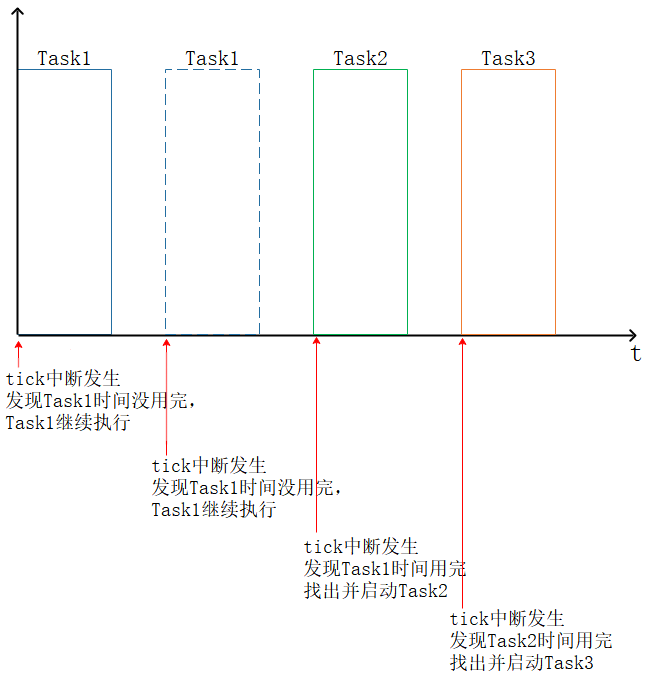 Task1
Task1
Task2
Task3
t
tick中断发生
发现Task1时间没用完，
Task1继续执行
tick中断发生
发现Task1时间没用完，
Task1继续执行
tick中断发生
发现Task1时间用完
找出并启动Task2
tick中断发生
发现Task2时间用完
找出并启动Task3